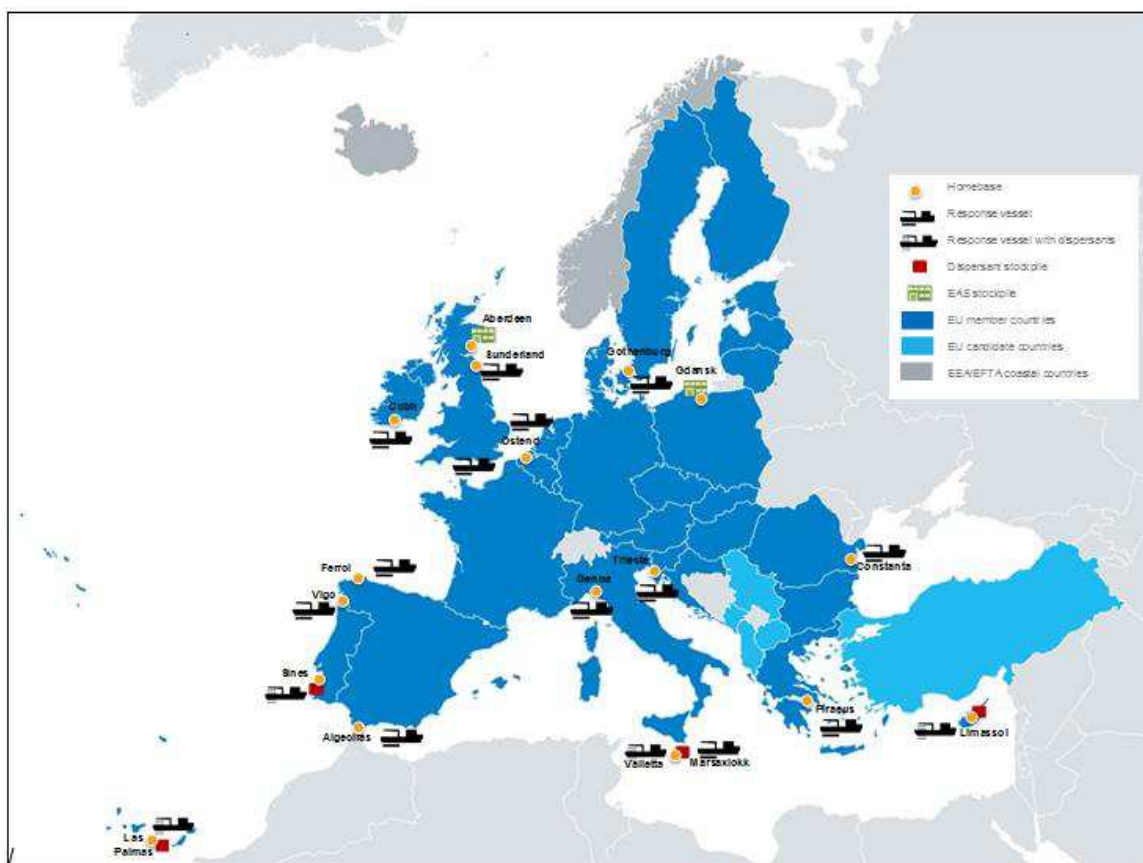 Homebase
Response vessel
Response vessel with dispersants
Dispersant stockpile
EAS stockpile
EU member countries
EU candidate countries
EEA/EFTA coastal countries
Aberdeen
Sunderland
Gothenburg
Gdansk
Cobh
Ostend
Trieste
Genoa
Constanta
Ferrol
Vigo
Sines
Algeciras
Piraeus
Limassol
Valletta
Marsaxlokk
Las
Palmas
/